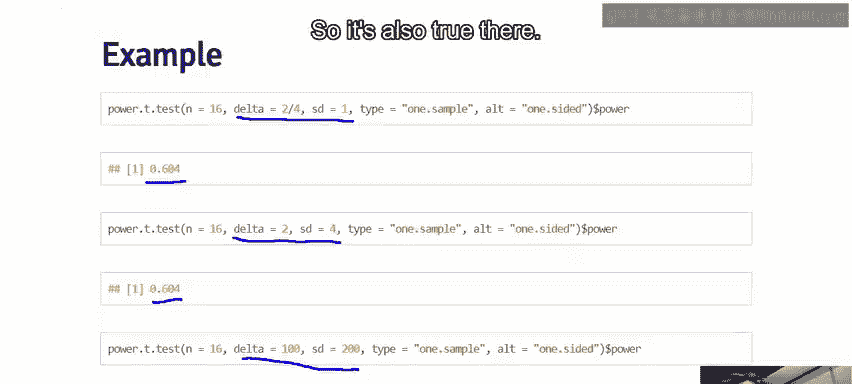 So it's also true there.
Example
power.t.test(n = 16, delta = 2/4, sd = 1, type = "one.sample", alt = "one.sided")$power
## [1] 0.604
power.t.test(n = 16, delta = 2, sd = 4, type = "one.sample", alt = "one.sided")$power
## [1] 0.604
power.t.test(n = 16, delta = 100, sd = 200, type = "one.sample", alt = "one.sided")$power